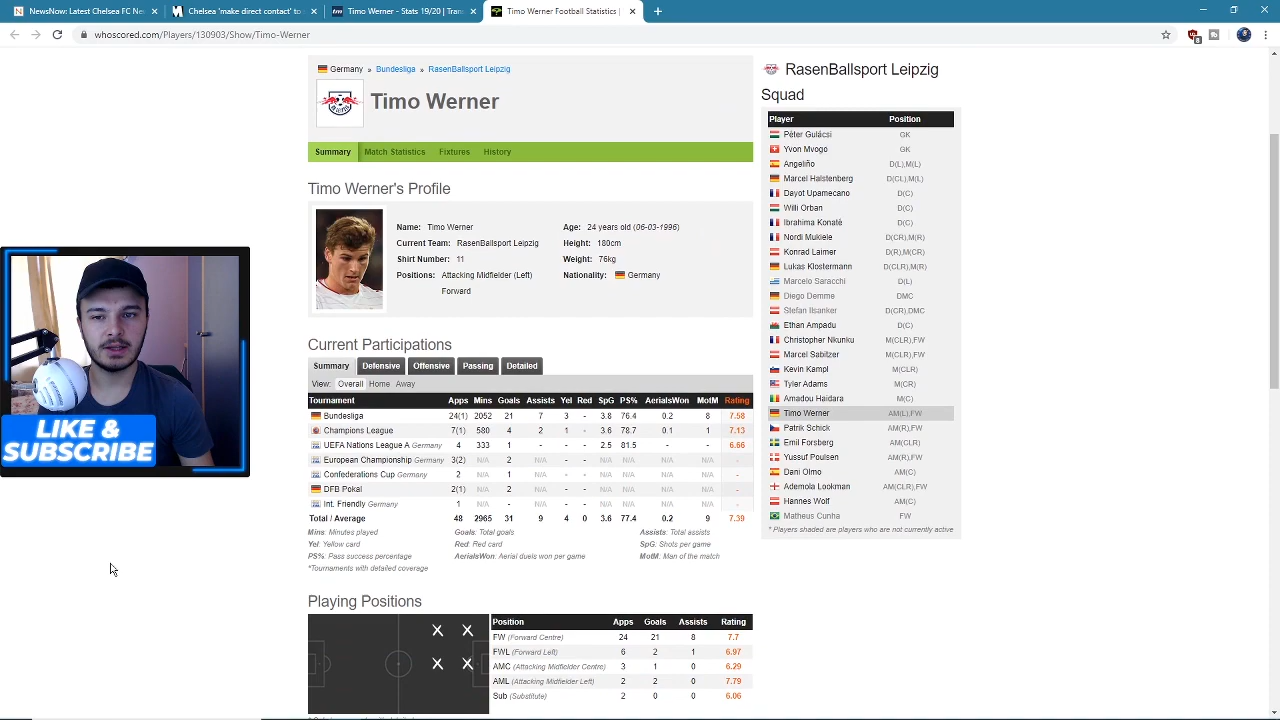 NewsNow: Chelsea FC Ne
Chelsea 'make direct contact' to
Timo Werner - Stats 19/20 | Tran
Timo Werner Football Statistics |
whoscored.com/Players/130903/Show/Timo-Werner
Germany » Bundesliga » RasenBallsport Leipzig
Timo Werner
Summary Match Statistics Fixtures History
Timo Werner's Profile
Name: Timo Werner Age: 24 years old (06-03-1996)
Current Team: RasenBallsport Leipzig Height: 180cm
Shirt Number: 11 Weight: 76kg
Positions: Attacking Midfielder (Left) Nationality: Germany
Forward
Current Participations
Summary Defensive Offensive Passing Detailed
View: Overall Home Away
Tournament Apps Mins Goals Assists Yel Red SpG PS% AerialsWon MotM Rating
Bundesliga 24(1) 2052 21 7 3 - 3.8 76.4 0.2 8 7.58
Champions League 7(1) 580 4 2 1 - 3.6 78.7 0.1 1 7.13
UEFA Nations League A Germany 4 333 1 - - - 2.5 81.5 - - 6.66
European Championship Germany 3(2) N/A 2 N/A - - N/A N/A N/A N/A -
Confederations Cup Germany 2 N/A 1 N/A - - N/A N/A N/A N/A -
DFB Pokal 2(1) N/A 2 N/A - - N/A N/A N/A N/A -
Int. Friendly Germany 1 N/A - N/A - - N/A N/A N/A N/A -
Total / Average 48 2965 31 9 4 0 3.6 77.4 0.2 9 7.39
Mins: Minutes played Goals: Total goals Assists: Total assists
Yel: Yellow card Red: Red card SpG: Shots per game
PS%: Pass success percentage AerialsWon: Aerial duels won per game MotM: Man of the match
*Tournaments with detailed coverage
Playing Positions
Position Apps Goals Assists Rating
FW (Forward Centre) 24 21 8 7.7
FWL (Forward Left) 6 2 1 6.97
AMC (Attacking Midfielder Centre) 3 1 0 6.29
AML (Attacking Midfielder Left) 2 2 0 7.79
Sub (Substitute) 2 0 0 6.06
RasenBallsport Leipzig
Squad
Player Position
Péter Gulácsi GK
Yvon Mvogo GK
Angeliño D(L),M(L)
Marcel Halstenberg D(CL),M(L)
Dayot Upamecano D(C)
Willi Orban D(C)
Ibrahima Konaté D(C)
Nordi Mukiele D(CR),M(R)
Konrad Laimer D(R),M(CR)
Lukas Klostermann D(CLR),M(R)
Marcelo Saracchi D(L)
Diego Demme DMC
Stefan Ilsanker D(CR),DMC
Ethan Ampadu D(C)
Christopher Nkunku M(CLR),FW
Marcel Sabitzer M(CLR),FW
Kevin Kampl M(CLR)
Tyler Adams M(CR)
Amadou Haidara M(C)
Timo Werner AM(L),FW
Patrik Schick AM(R),FW
Emil Forsberg AM(CLR)
Yussuf Poulsen AM(R),FW
Dani Olmo AM(C)
Ademola Lookman AM(CLR),FW
Hannes Wolf AM(C)
Matheus Cunha FW
* Players shaded are players who are not currently active
LIKE &
SUBSCRIBE